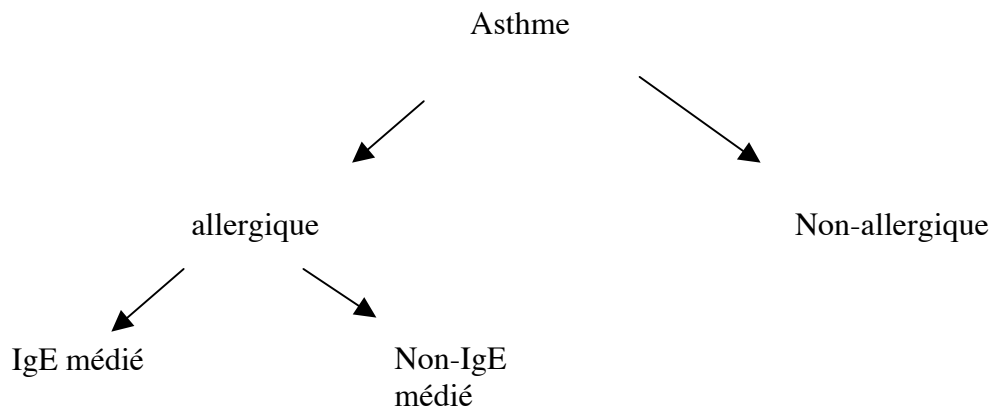 Asthme
allergique
Non-allergique
IgE médié
Non-IgE
médié